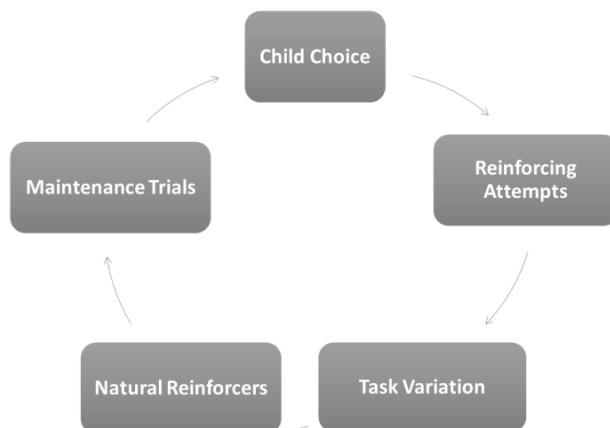 Child Choice
Reinforcing
Attempts
Task Variation
Natural Reinforcers
Maintenance Trials